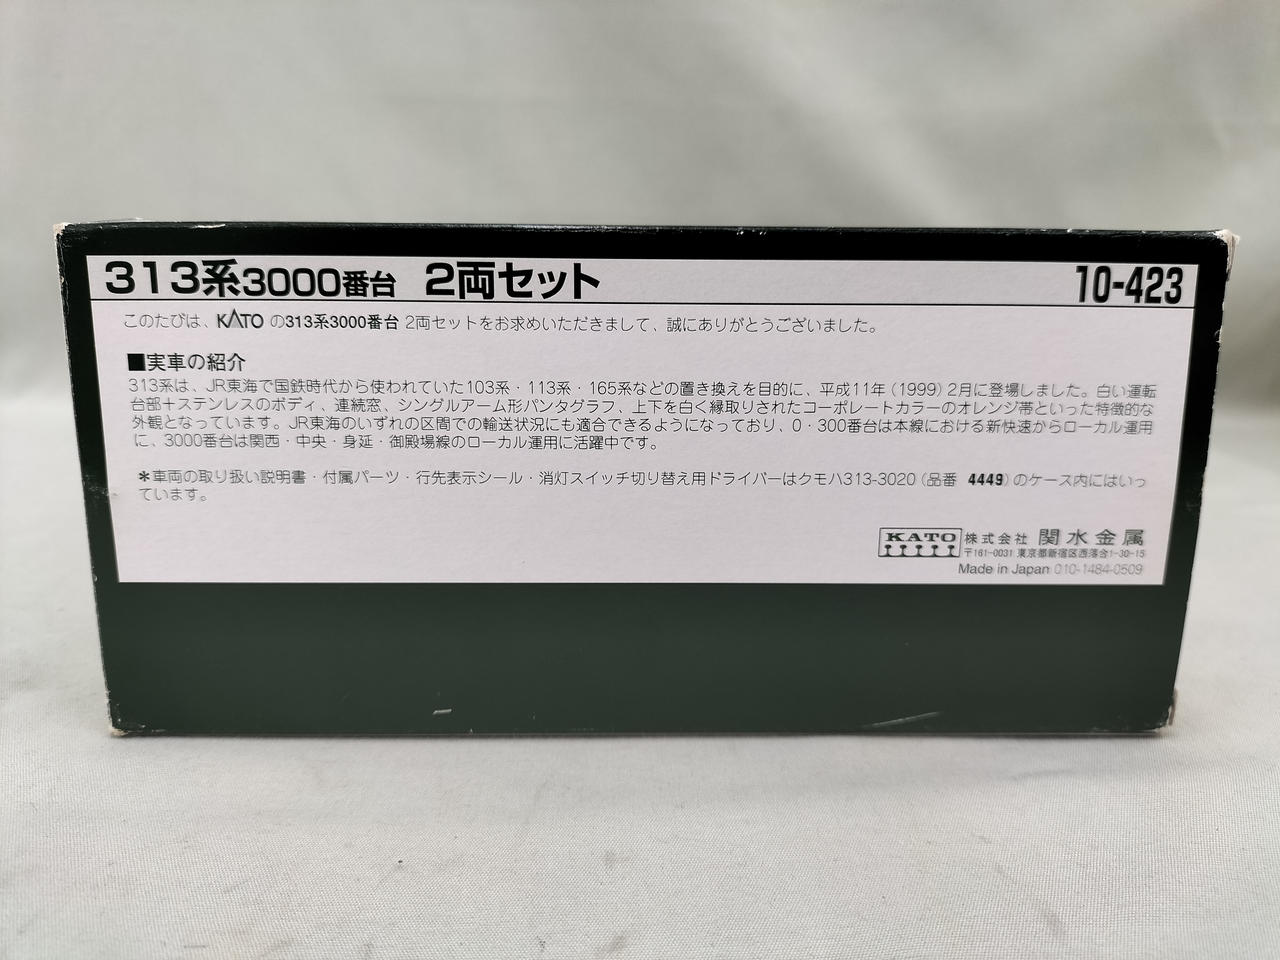 313系3000番台 2両セット 10-423
このたびは、KATO の313系3000番台 2両セットをお求めいただきまして、誠にありがとうございました。
■実車の紹介
313系は、JR東海で国鉄時代から使われていた103系・113系・165系などの置き換えを目的に、平成11年（1999）2月に登場しました。白い運転
台部＋ステンレスのボディ、連続窓、シングルアーム形パンタグラフ、上下を白く縁取りされたコーポレートカラーのオレンジ帯といった特徴的な
外観となっています。JR東海のいずれの区間での輸送状況にも適合できるようになっており、0・300番台は本線における新快速からローカル運用
に、3000番台は関西・中央・身延・御殿場線のローカル運用に活躍中です。
＊車両の取り扱い説明書・付属パーツ・行先表示シール・消灯スイッチ切り替え用ドライバーはクモハ313-3020（品番 4449）のケース内にはいっ
ています。
KATO 株式会社 関水金属
〒161-0031 東京都新宿区西落合1-30-15
Made in Japan 010-1484-0509